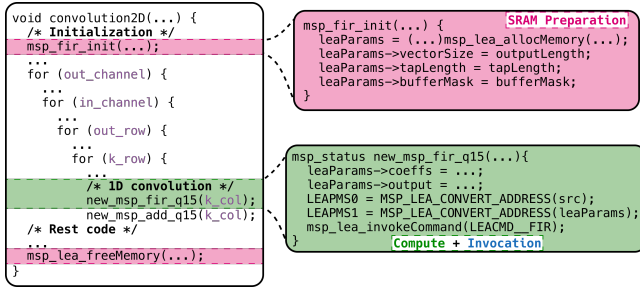 void convolution2D(...) {
/* Initialization */
msp_fir_init(...);
...
for (out_channel) {
...
for (in_channel) {
...
for (out_row) {
...
for (k_row) {
...
/* 1D convolution */
new_msp_fir_q15(k_col);
new_msp_add_q15(k_col);
/* Rest code */
...
msp_lea_freeMemory(...);
}
SRAM Preparation
msp_fir_init(...) {
leaParams = (...)msp_lea_allocMemory(...);
leaParams->vectorSize = outputLength;
leaParams->tapLength = tapLength;
leaParams->bufferMask = bufferMask;
}
msp_status new_msp_fir_q15(...){
leaParams->coeffs = ...;
leaParams->output = ...;
LEAPMS0 = MSP_LEA_CONVERT_ADDRESS(src);
LEAPMS1 = MSP_LEA_CONVERT_ADDRESS(leaParams);
msp_lea_invokeCommand(LEACMD__FIR);
}
Compute + Invocation